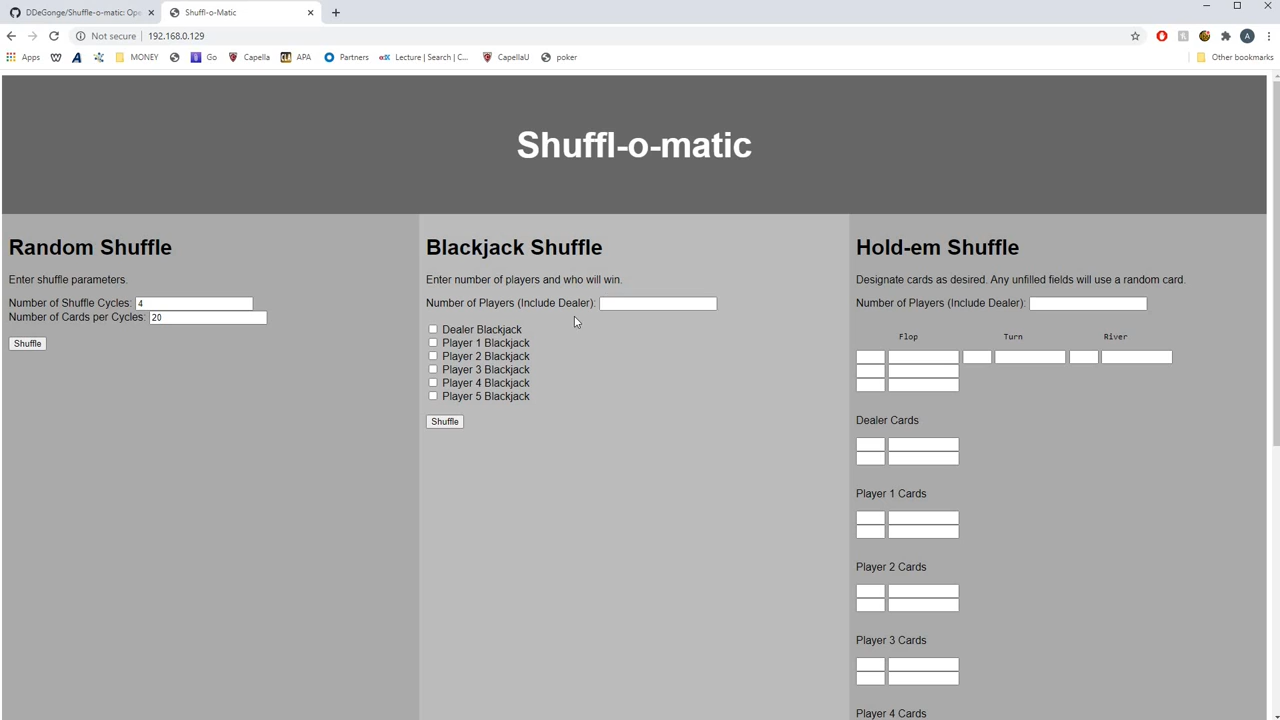 DDeGonge/Shuffle-o-matic: Ope
Shuffl-o-Matic
Not secure
192.168.0.129
Apps
Go
Capella
APA
MONEY
Partners
Lecture | Search | C...
CapellaU
poker
Other bookmarks
Shuffl-o-matic
Random Shuffle
Enter shuffle parameters.
Number of Shuffle Cycles: 4
Number of Cards per Cycles: 20
Shuffle
Blackjack Shuffle
Enter number of players and who will win.
Number of Players (Include Dealer):
Dealer Blackjack
Player 1 Blackjack
Player 2 Blackjack
Player 3 Blackjack
Player 4 Blackjack
Player 5 Blackjack
Shuffle
Hold-em Shuffle
Designate cards as desired. Any unfilled fields will use a random card.
Number of Players (Include Dealer):
Flop Turn River
Dealer Cards
Player 1 Cards
Player 2 Cards
Player 3 Cards
Player 4 Cards